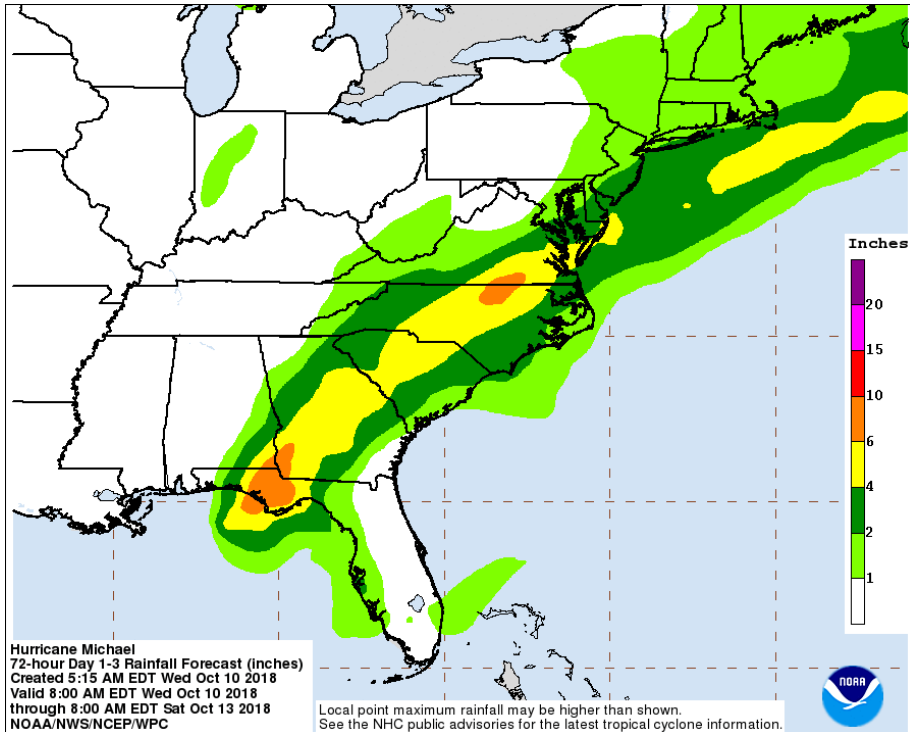 Inches
20
15
10
6
4
2
1
Hurricane Michael
72-hour Day 1-3 Rainfall Forecast (inches)
Created 5:15 AM EDT Wed Oct 10 2018
Valid 8:00 AM EDT Wed Oct 10 2018
through 8:00 AM EDT Sat Oct 13 2018
NOAA/NWS/NCEP/WPC
Local point maximum rainfall may be higher than shown.
See the NHC public advisories for the latest tropical cyclone information.
NOAA